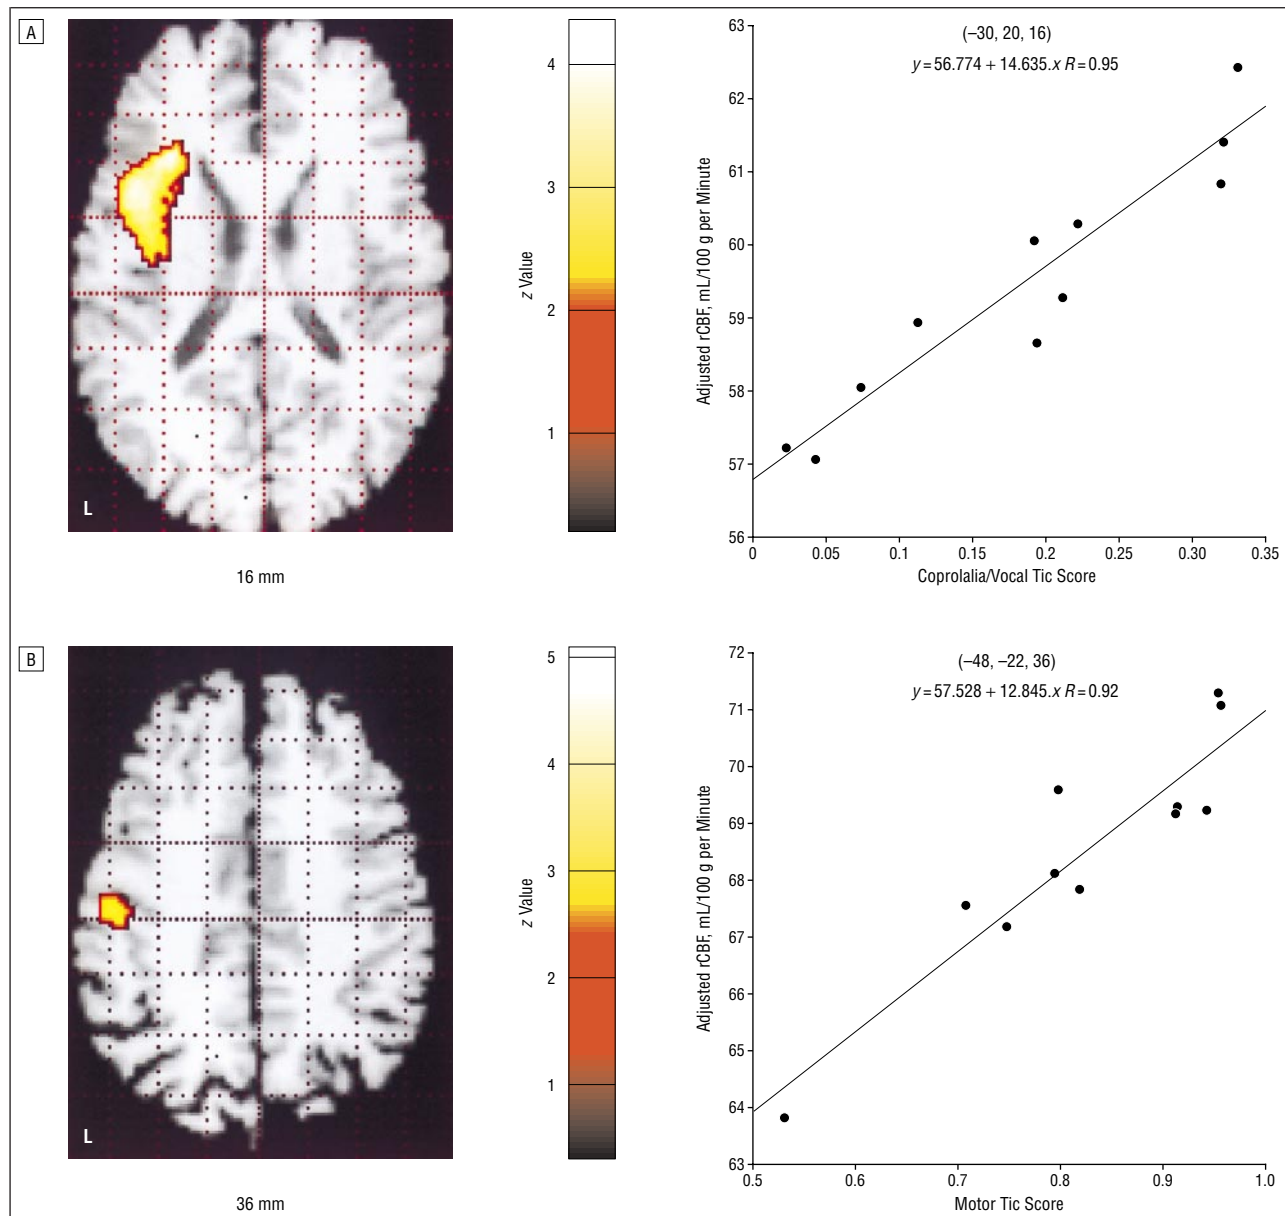 A
L
16 mm
4
3
2
1
z Value
(–30, 20, 16)
y = 56.774 + 14.635.x R = 0.95
63
62
61
60
59
58
57
56
Adjusted rCBF, mL/100 g per Minute
0 0.05 0.1 0.15 0.2 0.25 0.30 0.35
Coprolalia/Vocal Tic Score
B
L
36 mm
5
4
3
2
1
z Value
(–48, –22, 36)
y = 57.528 + 12.845.x R = 0.92
72
71
70
69
68
67
66
65
64
63
Adjusted rCBF, mL/100 g per Minute
0.5 0.6 0.7 0.8 0.9 1.0
Motor Tic Score